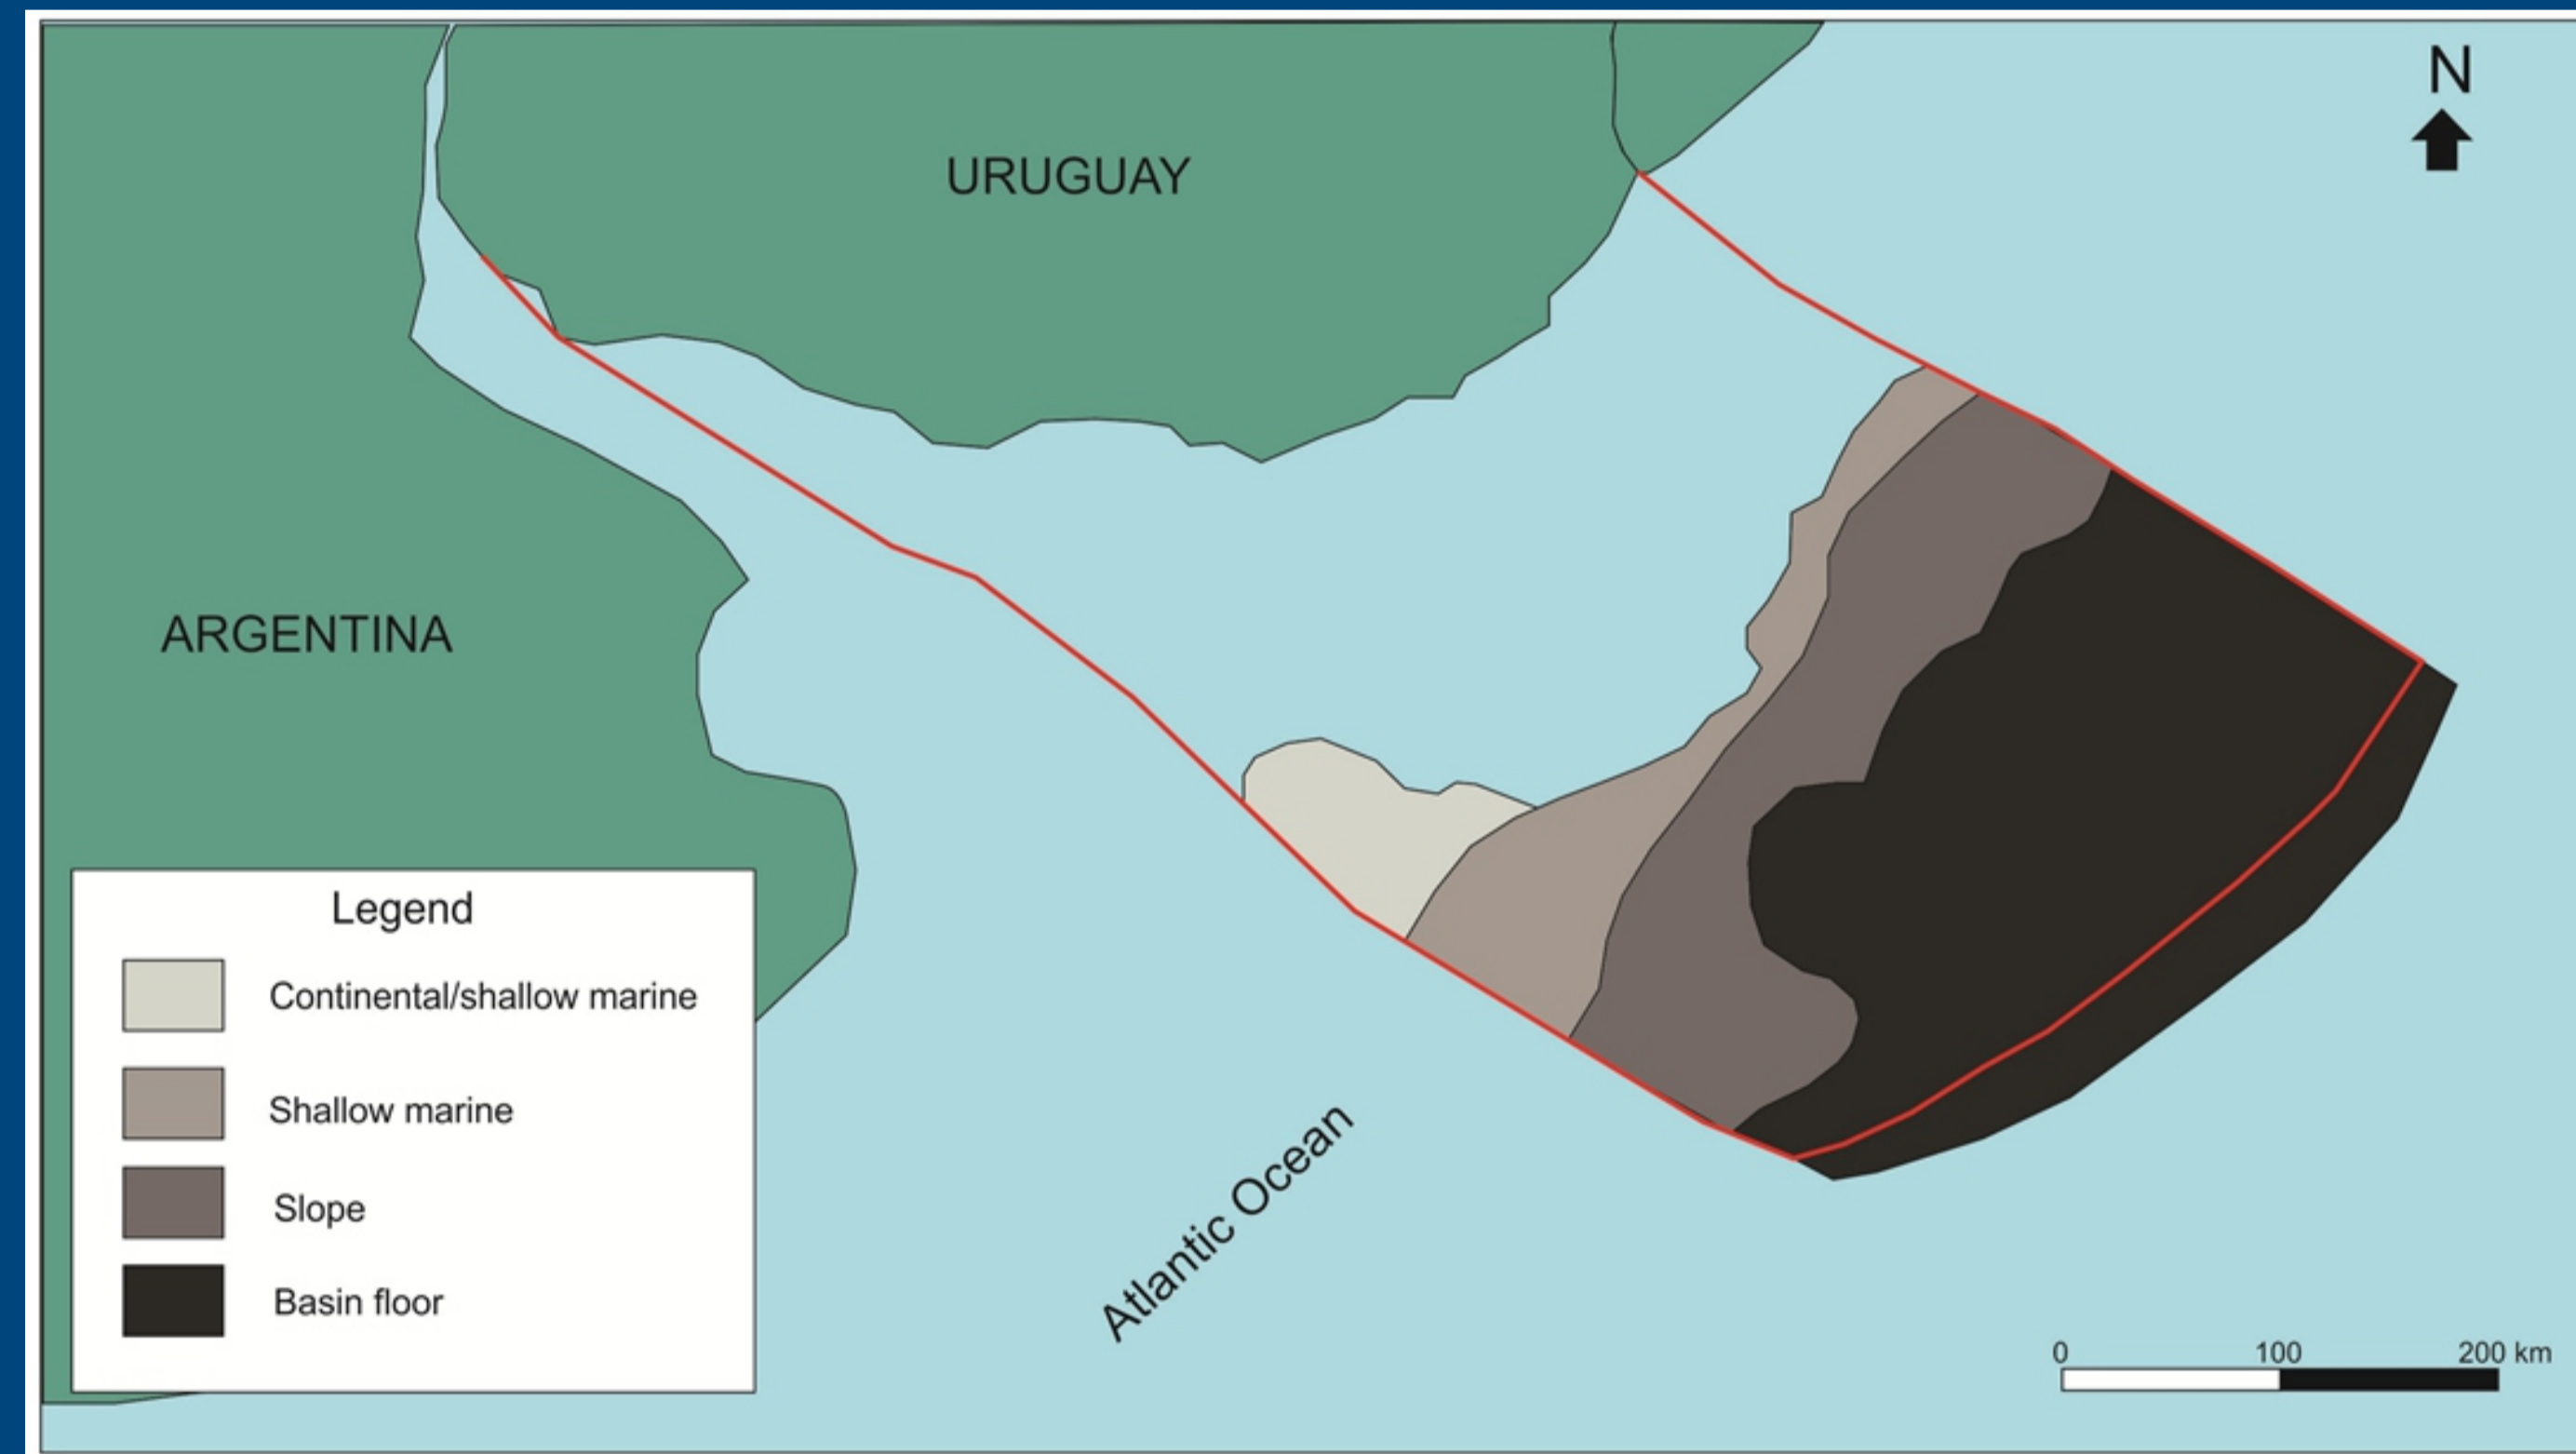 N
URUGUAY
ARGENTINA
Legend
Continental/shallow marine
Shallow marine
Slope
Basin floor
Atlantic Ocean
0 100 200 km